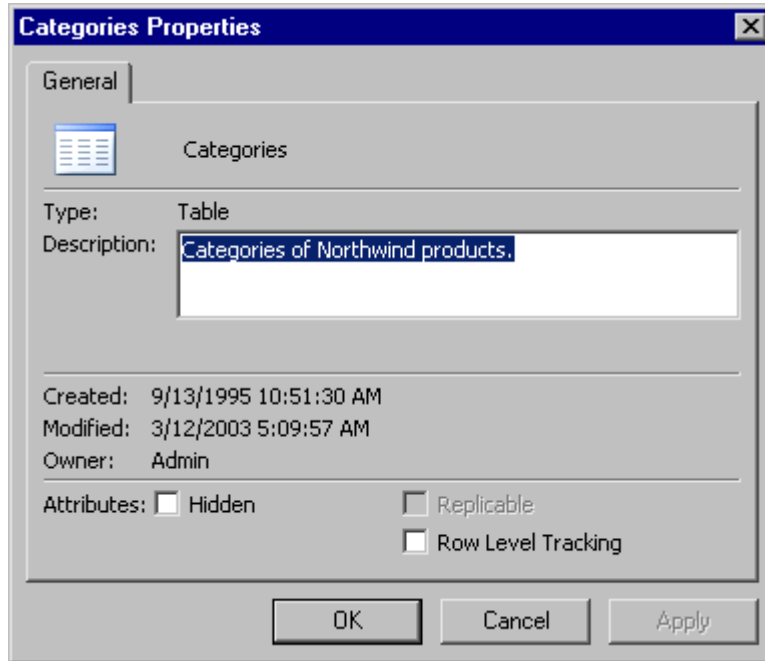 Categories Properties
General
Categories
Type: Table
Description: Categories of Northwind products.
Created: 9/13/1995 10:51:30 AM
Modified: 3/12/2003 5:09:57 AM
Owner: Admin
Attributes: Hidden Replicable
Row Level Tracking
OK Cancel Apply